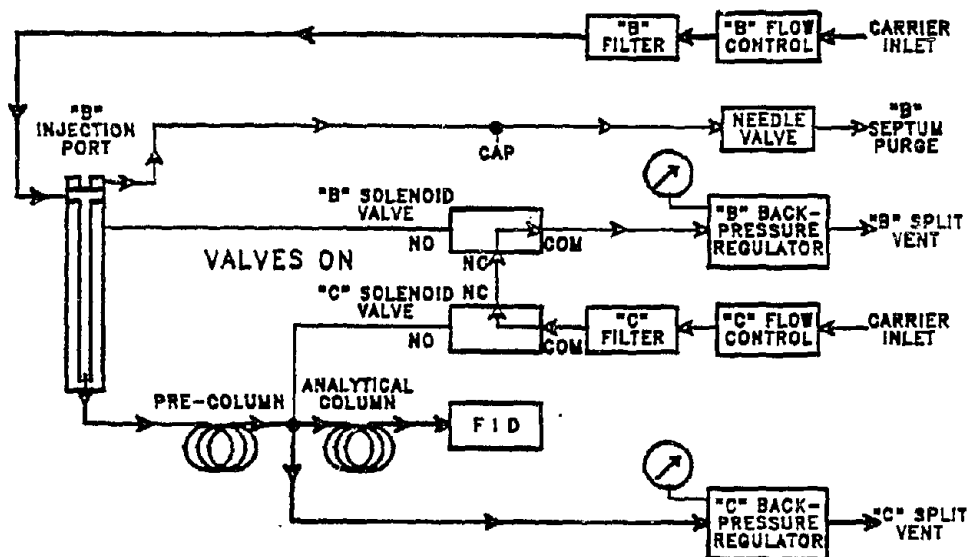 "B"
FILTER
"B" FLOW
CONTROL
CARRIER
INLET
"B"
INJECTION
PORT
CAP
NEEDLE
VALVE
"B"
SEPTUM
PURGE
"B" SOLENOID
VALVE
NO
COM
NC
"B" BACK-
PRESSURE
REGULATOR
"B" SPLIT
VENT
VALVES ON
"C" SOLENOID
VALVE
NC
NO
COM
"C"
FILTER
"C" FLOW
CONTROL
CARRIER
INLET
PRE-COLUMN
ANALYTICAL
COLUMN
FID
"C" BACK-
PRESSURE
REGULATOR
"C" SPLIT
VENT